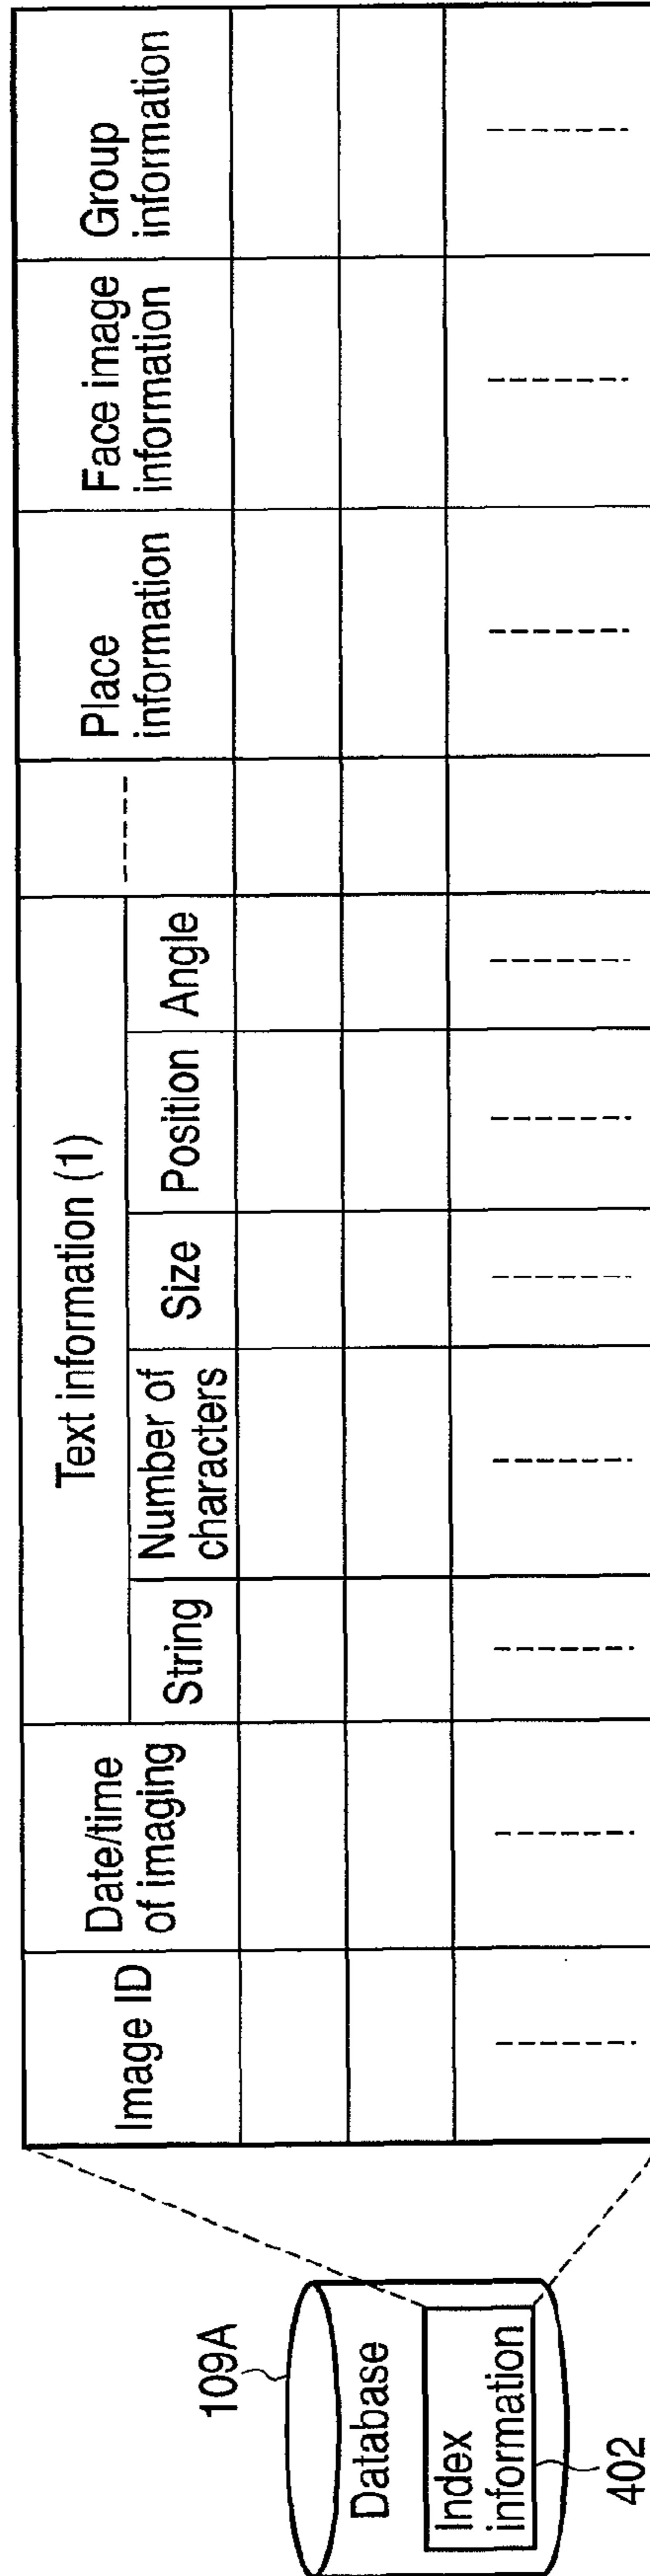 109A
Database
Index
information
402
Image ID
Date/time
of imaging
Text information (1)
String
Number of
characters
Size
Position
Angle
Place
information
Face image
information
Group
information